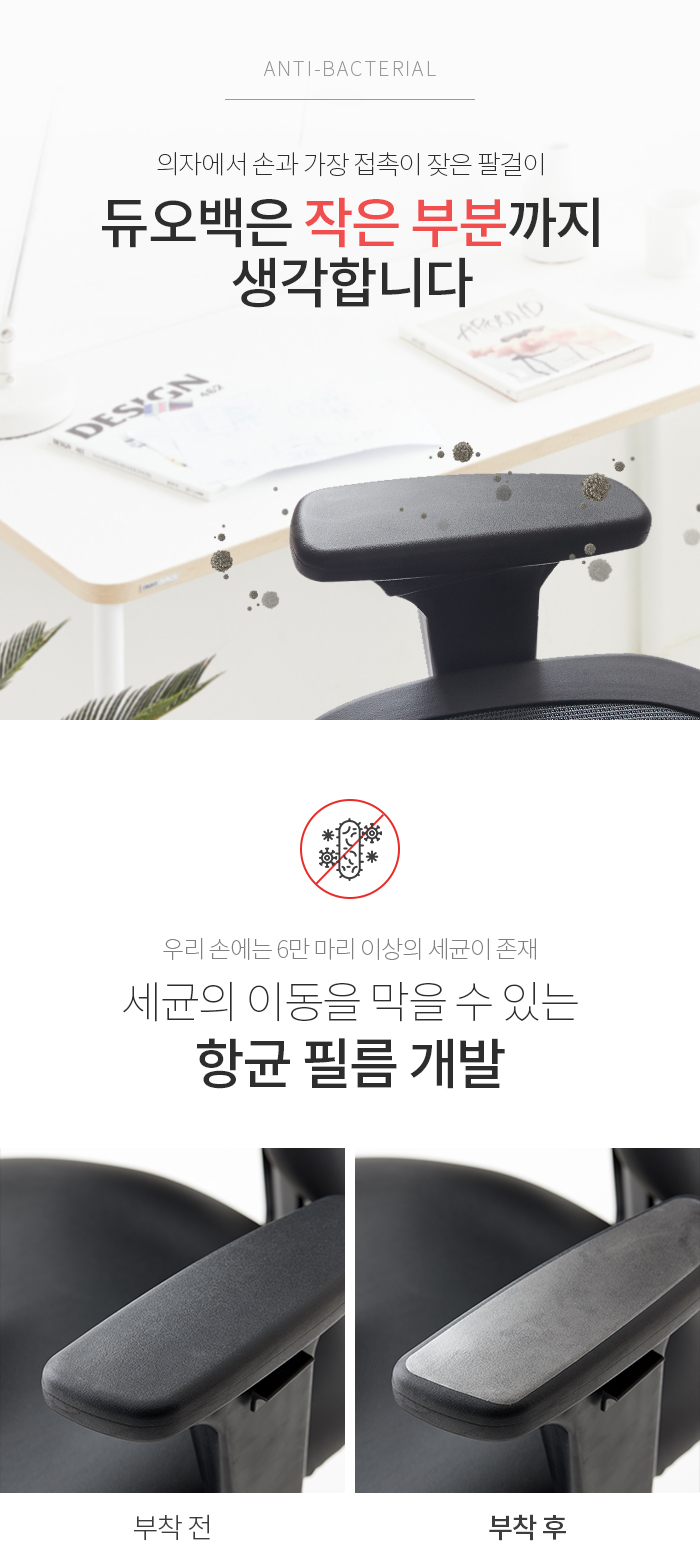 ANTI-BACTERIAL
의자에서 손과 가장 접촉이 잦은 팔걸이
듀오백은 작은 부분까지
생각합니다
DESIGN
462
우리 손에는 6만 마리 이상의 세균이 존재
세균의 이동을 막을 수 있는
항균 필름 개발
부착 전
부착 후